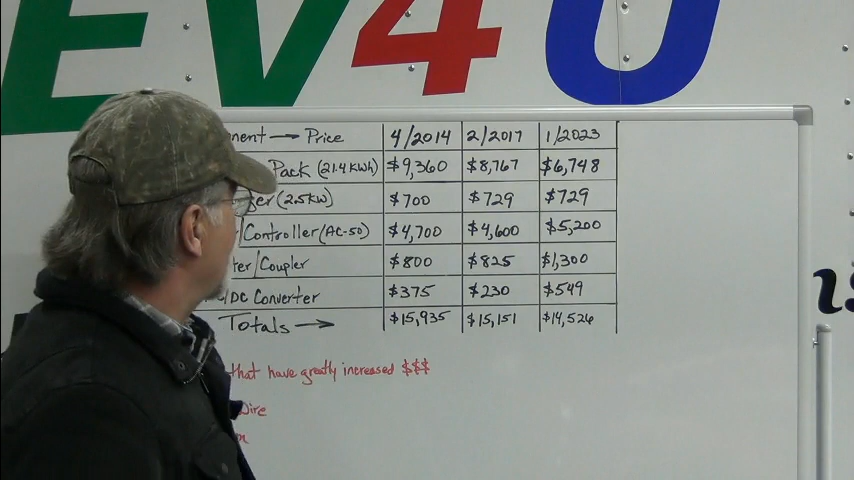 EV4U
nent → Price 4/2014 2/2017 1/2023
Pack (21.4 KWh) $9,360 $8,767 $6,748
ger (2.5KW) $700 $729 $729
/Controller (AC-50) $4,700 $4,600 $5,200
ter/Coupler $800 $825 $1,300
/DC Converter $375 $230 $549
Totals → $15,935 $15,151 $14,526
that have greatly increased $$$
Wire